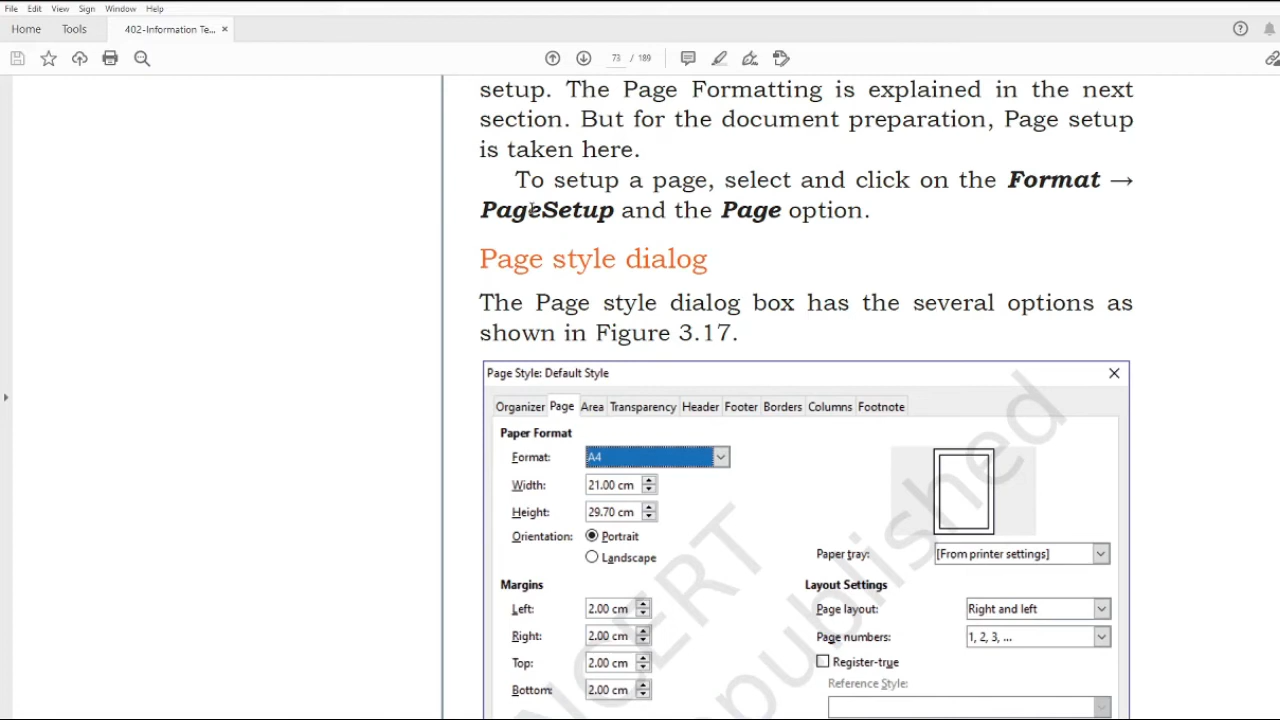 File Edit View Sign Window Help
Home Tools 402-Information Te... ×
73 / 189
setup. The Page Formatting is explained in the next
section. But for the document preparation, Page setup
is taken here.
To setup a page, select and click on the Format →
PageSetup and the Page option.
Page style dialog
The Page style dialog box has the several options as
shown in Figure 3.17.
Page Style: Default Style
Organizer Page Area Transparency Header Footer Borders Columns Footnote
Paper Format
Format: A4
Width: 21.00 cm
Height: 29.70 cm
Orientation: Portrait
Landscape
Paper tray: [From printer settings]
Margins
Left: 2.00 cm
Right: 2.00 cm
Top: 2.00 cm
Bottom: 2.00 cm
Layout Settings
Page layout: Right and left
Page numbers: 1, 2, 3, ...
Register-true
Reference Style:
NCERT